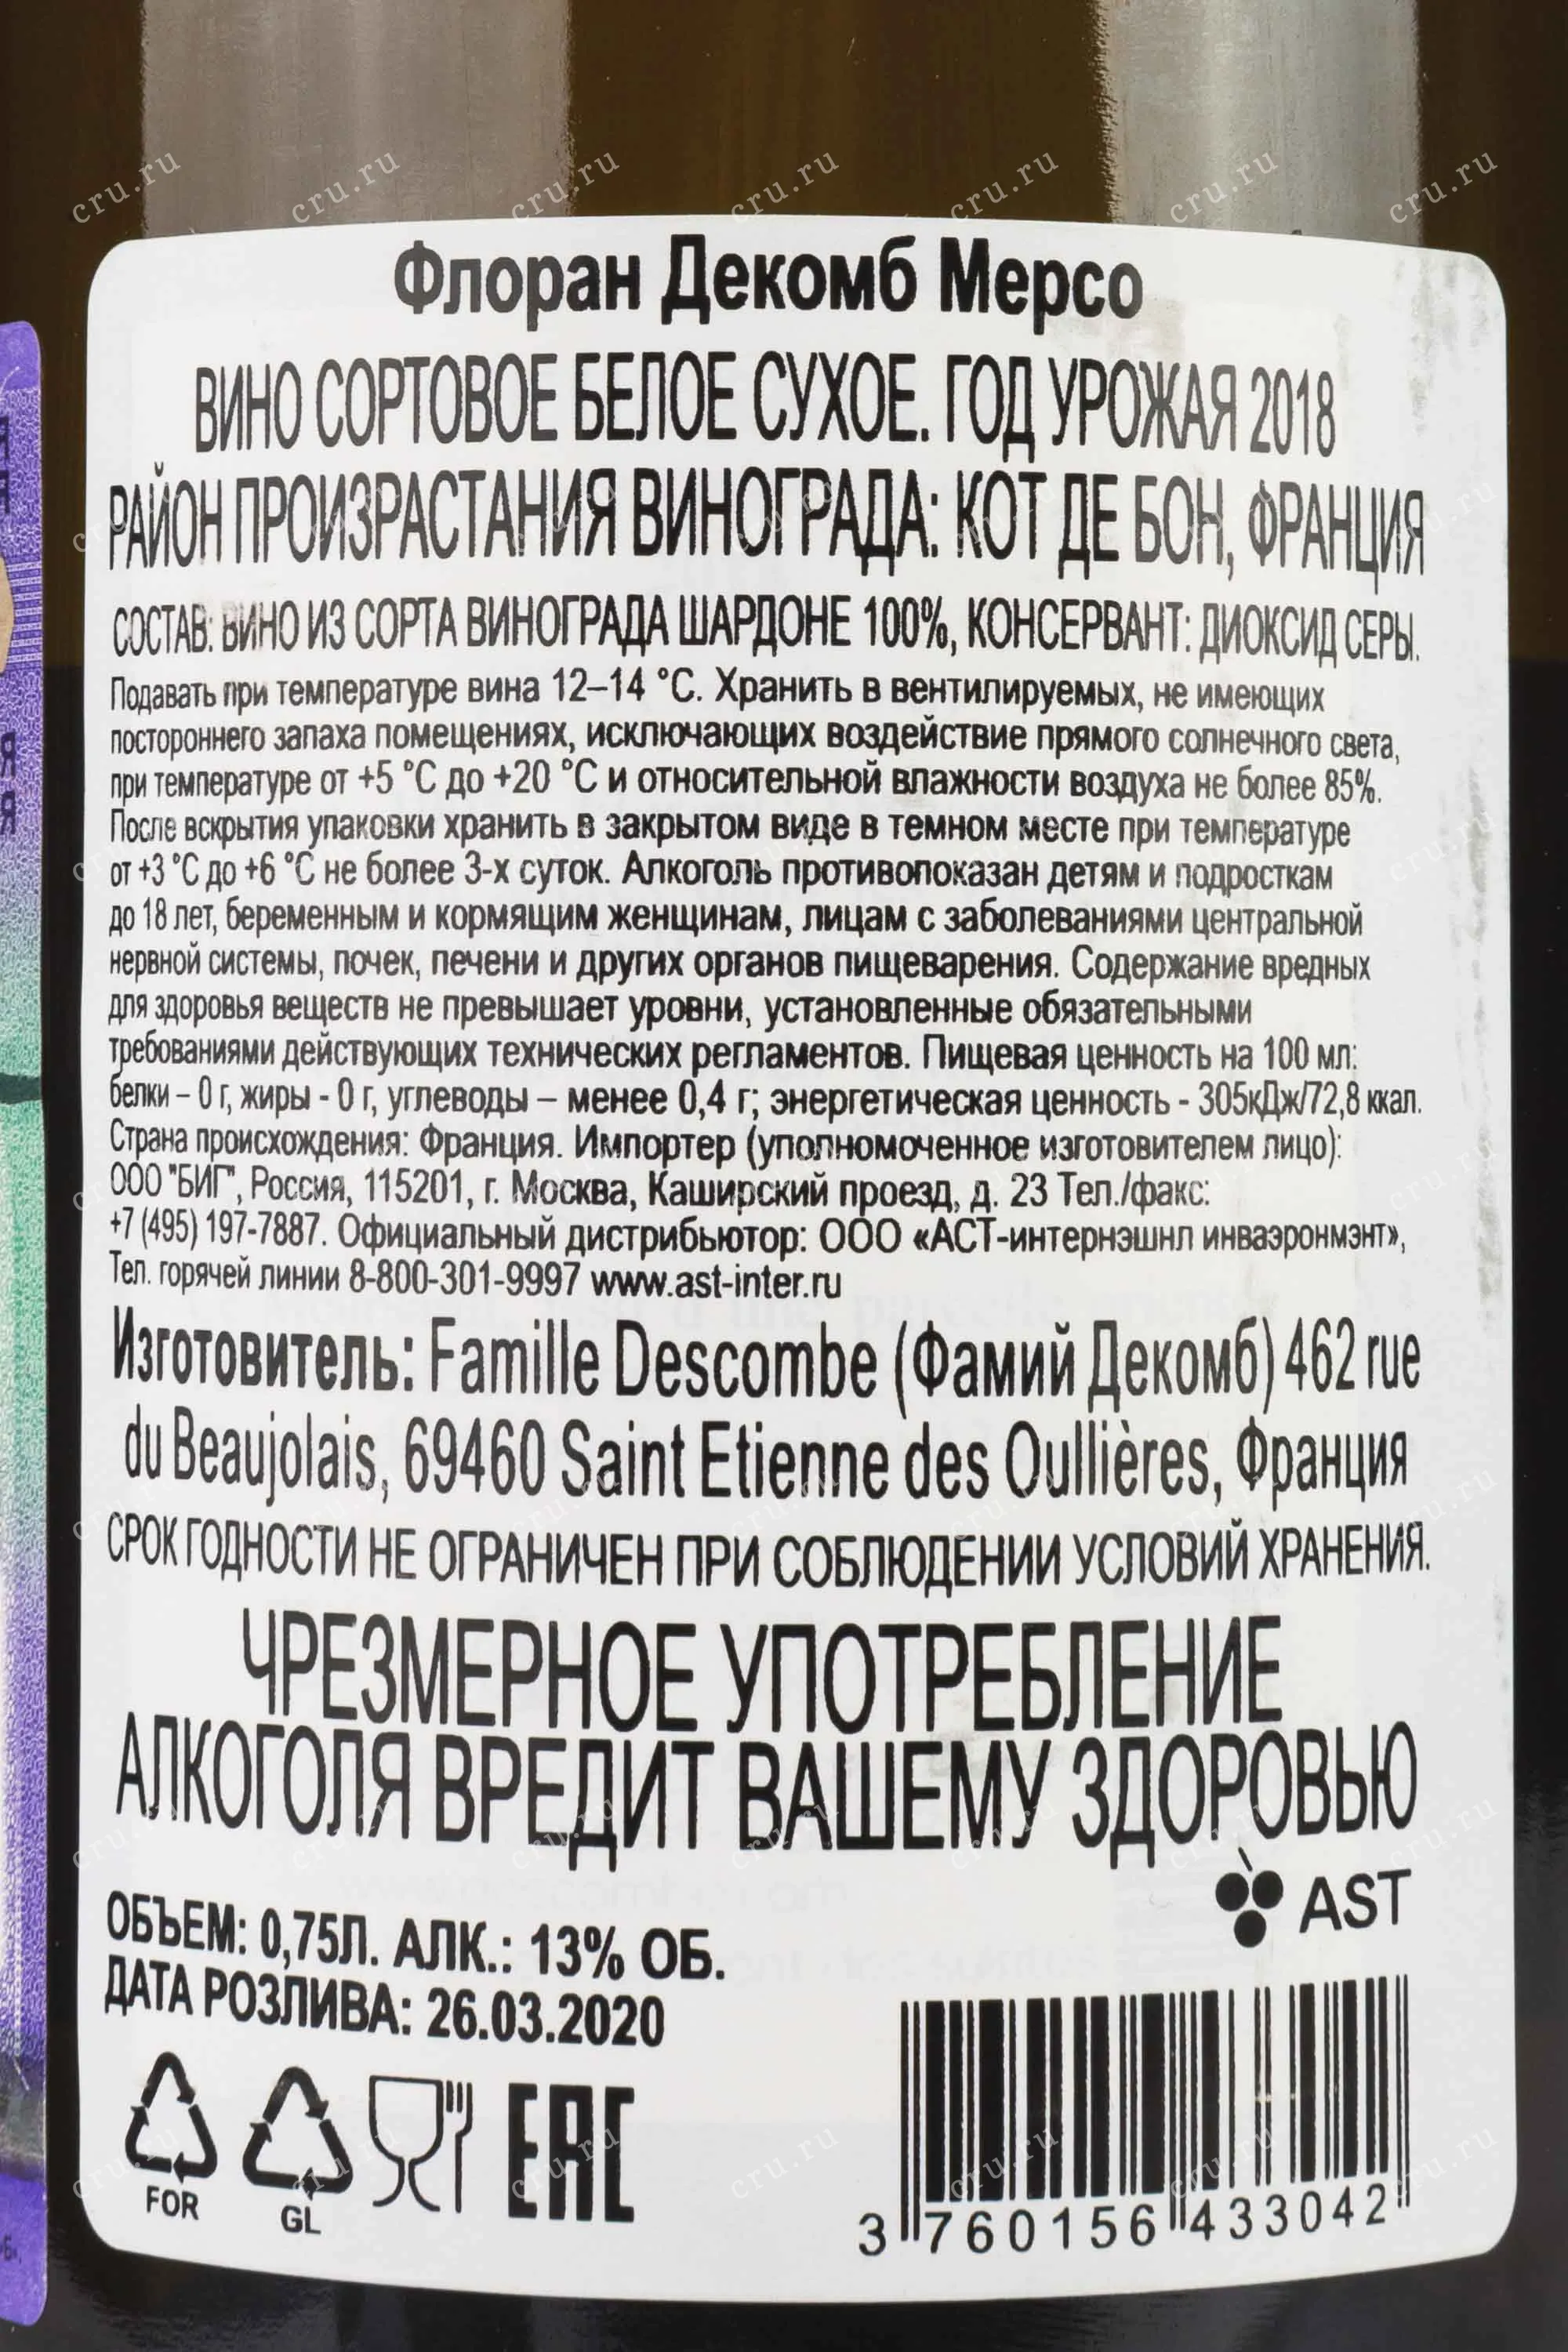 Флоран Декомб Мерсо
ВИНО СОРТОВОЕ БЕЛОЕ СУХОЕ. ГОД УРОЖАЯ 2018
РАЙОН ПРОИЗРАСТАНИЯ ВИНОГРАДА: КОТ ДЕ БОН, ФРАНЦИЯ
СОСТАВ: ВИНО ИЗ СОРТА ВИНОГРАДА ШАРДОНЕ 100%, КОНСЕРВАНТ: ДИОКСИД СЕРЫ.
Подавать при температуре вина 12–14 °С. Хранить в вентилируемых, не имеющих
постороннего запаха помещениях, исключающих воздействие прямого солнечного света,
при температуре от +5 °С до +20 °С и относительной влажности воздуха не более 85%.
После вскрытия упаковки хранить в закрытом виде в темном месте при температуре
от +3 °С до +6 °С не более 3-х суток. Алкоголь противопоказан детям и подросткам
до 18 лет, беременным и кормящим женщинам, лицам с заболеваниями центральной
нервной системы, почек, печени и других органов пищеварения. Содержание вредных
для здоровья веществ не превышает уровни, установленные обязательными
требованиями действующих технических регламентов. Пищевая ценность на 100 мл:
белки – 0 г, жиры - 0 г, углеводы – менее 0,4 г; энергетическая ценность - 305кДж/72,8 ккал.
Страна происхождения: Франция. Импортер (уполномоченное изготовителем лицо):
ООО "БИГ", Россия, 115201, г. Москва, Каширский проезд, д. 23 Тел./факс:
+7 (495) 197-7887. Официальный дистрибьютор: ООО «АСТ-интернэшнл инваэронмэнт»,
Тел. горячей линии 8-800-301-9997 www.ast-inter.ru
Изготовитель: Famille Descombe (Фамий Декомб) 462 rue
du Beaujolais, 69460 Saint Etienne des Oullières, Франция
СРОК ГОДНОСТИ НЕ ОГРАНИЧЕН ПРИ СОБЛЮДЕНИИ УСЛОВИЙ ХРАНЕНИЯ.
ЧРЕЗМЕРНОЕ УПОТРЕБЛЕНИЕ
АЛКОГОЛЯ ВРЕДИТ ВАШЕМУ ЗДОРОВЬЮ
AST
ОБЪЕМ: 0,75Л. АЛК.: 13% ОБ.
ДАТА РОЗЛИВА: 26.03.2020
FOR
GL
EAC
3 760156 433042
cru.ru